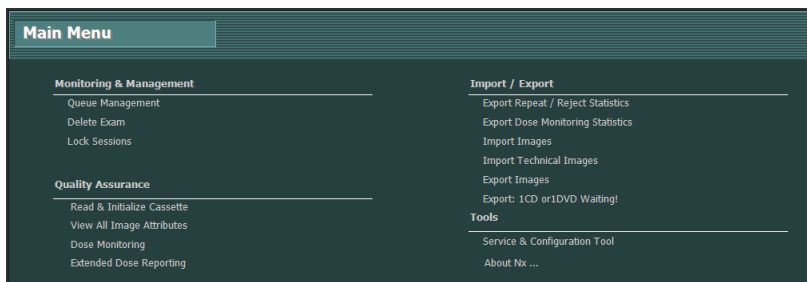 Main Menu
Monitoring & Management
Queue Management
Delete Exam
Lock Sessions
Quality Assurance
Read & Initialize Cassette
View All Image Attributes
Dose Monitoring
Extended Dose Reporting
Import / Export
Export Repeat / Reject Statistics
Export Dose Monitoring Statistics
Import Images
Import Technical Images
Export Images
Export: 1CD or1DVD Waiting!
Tools
Service & Configuration Tool
About Nx ...